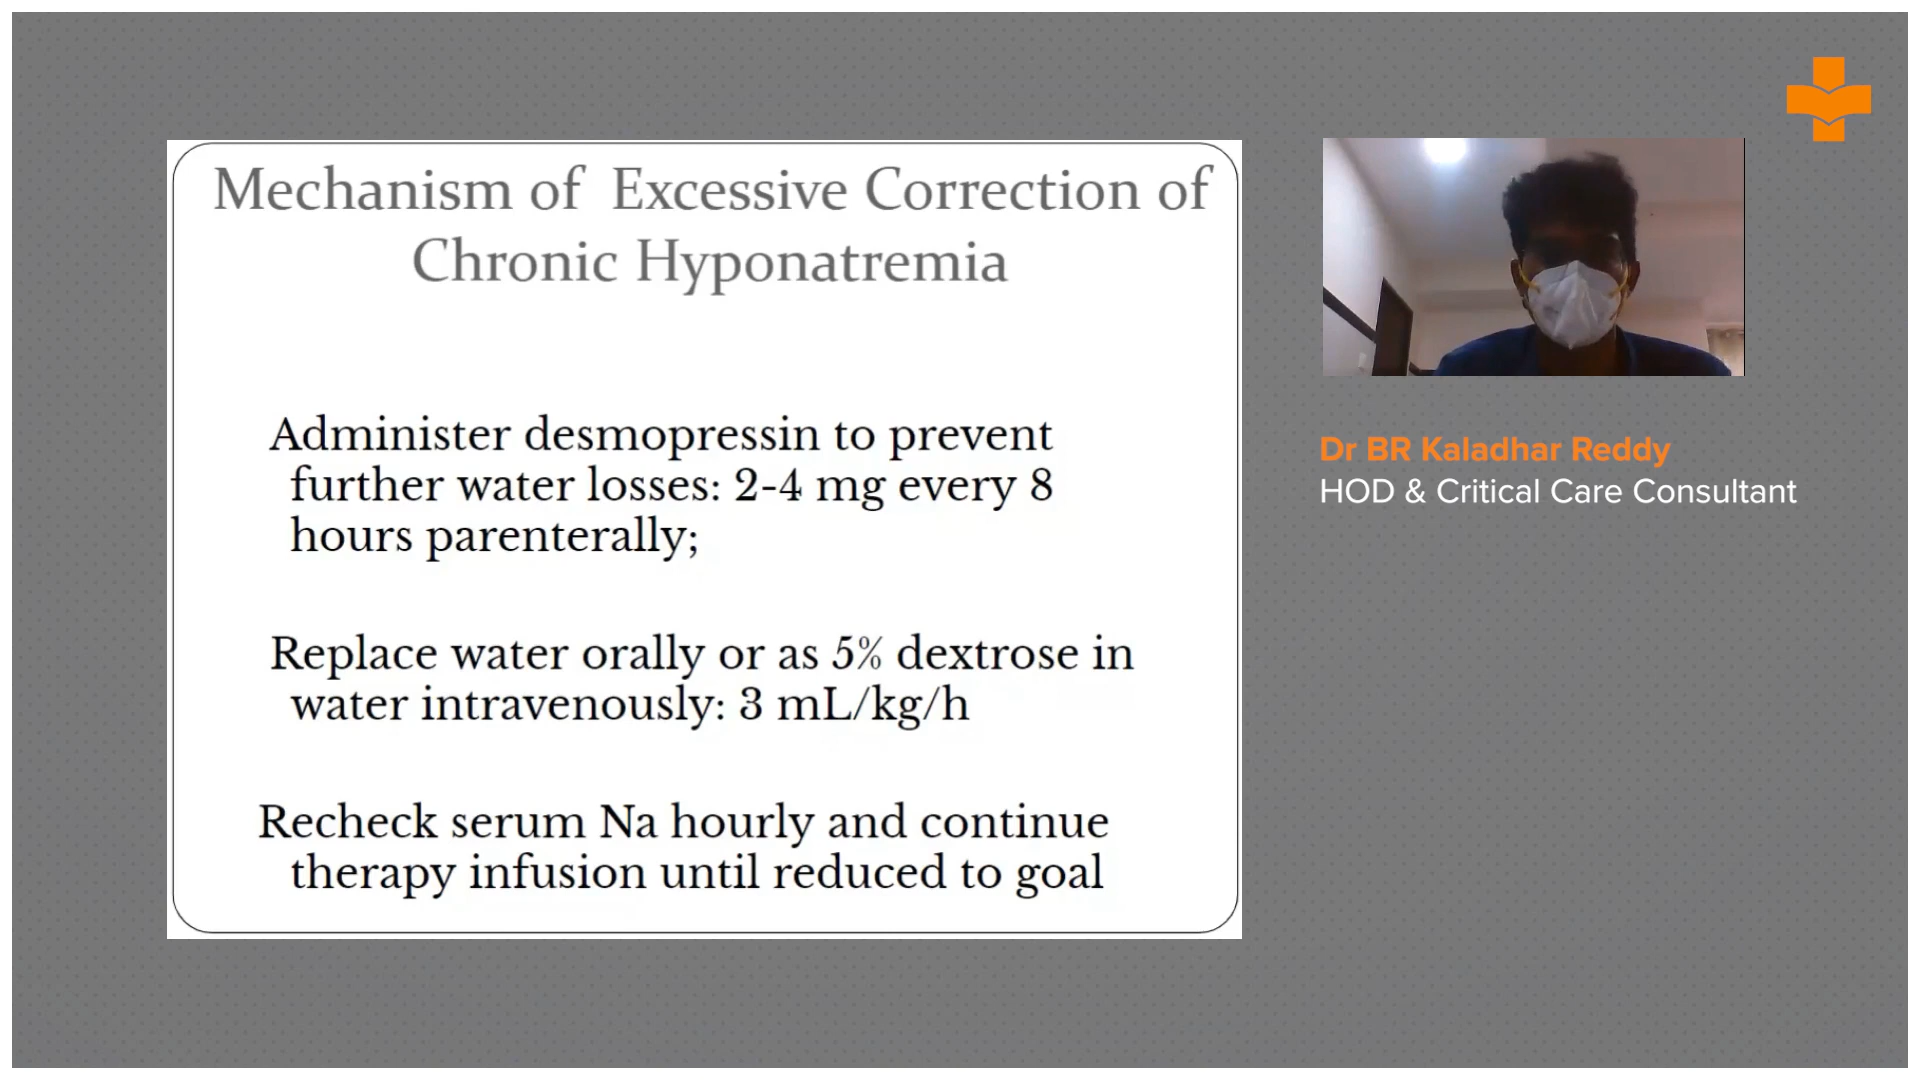 Mechanism of Excessive Correction of
Chronic Hyponatremia
Administer desmopressin to prevent
further water losses: 2-4 mg every 8
hours parenterally;
Replace water orally or as 5% dextrose in
water intravenously: 3 mL/kg/h
Recheck serum Na hourly and continue
therapy infusion until reduced to goal
Dr BR Kaladhar Reddy
HOD & Critical Care Consultant